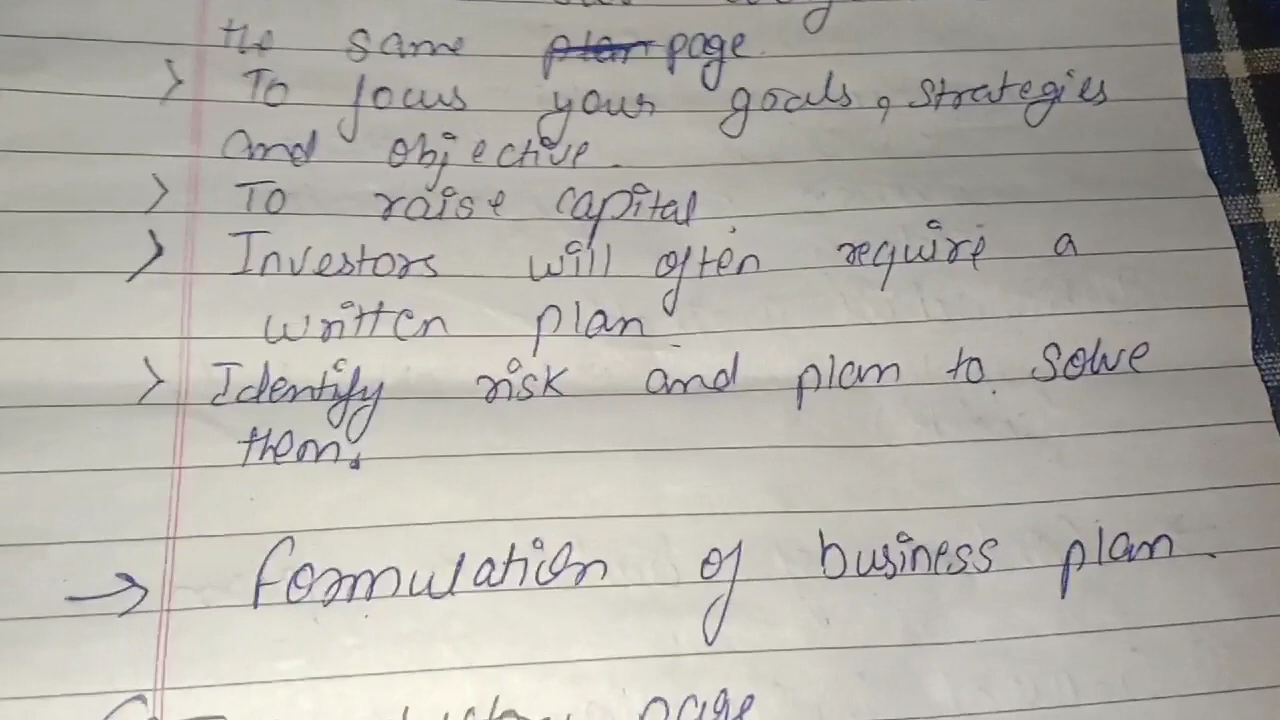 the same page.
> To focus your goals, strategies
and objective.
> To raise capital.
> Investors will often require a
written plan.
> Identify risk and plan to solve
them.
→ Formulation of business plan.
page